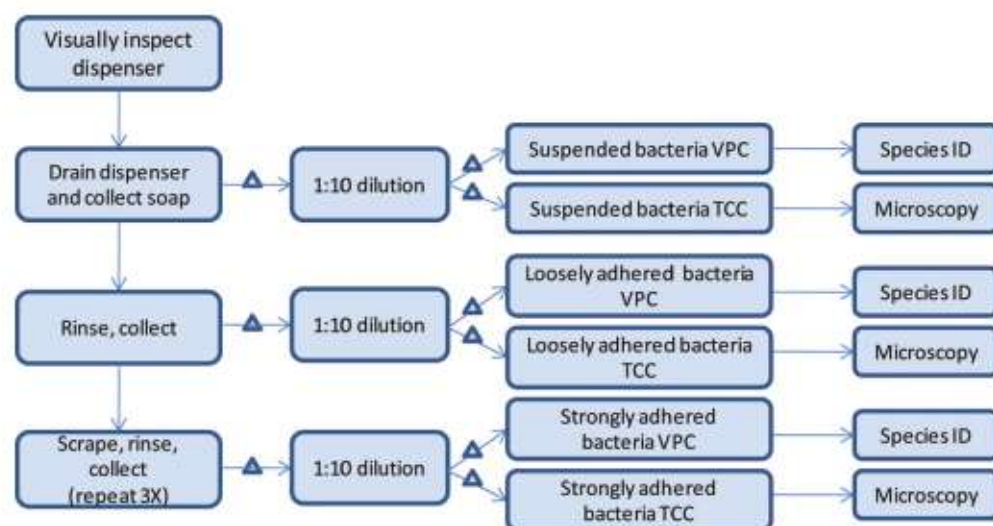 Visually inspect
dispenser
Drain dispenser
and collect soap
1:10 dilution
Suspended bacteria VPC
Species ID
Suspended bacteria TCC
Microscopy
Rinse, collect
1:10 dilution
Loosely adhered bacteria
VPC
Species ID
Loosely adhered bacteria
TCC
Microscopy
Scrape, rinse,
collect
(repeat 3X)
1:10 dilution
Strongly adhered
bacteria VPC
Species ID
Strongly adhered
bacteria TCC
Microscopy